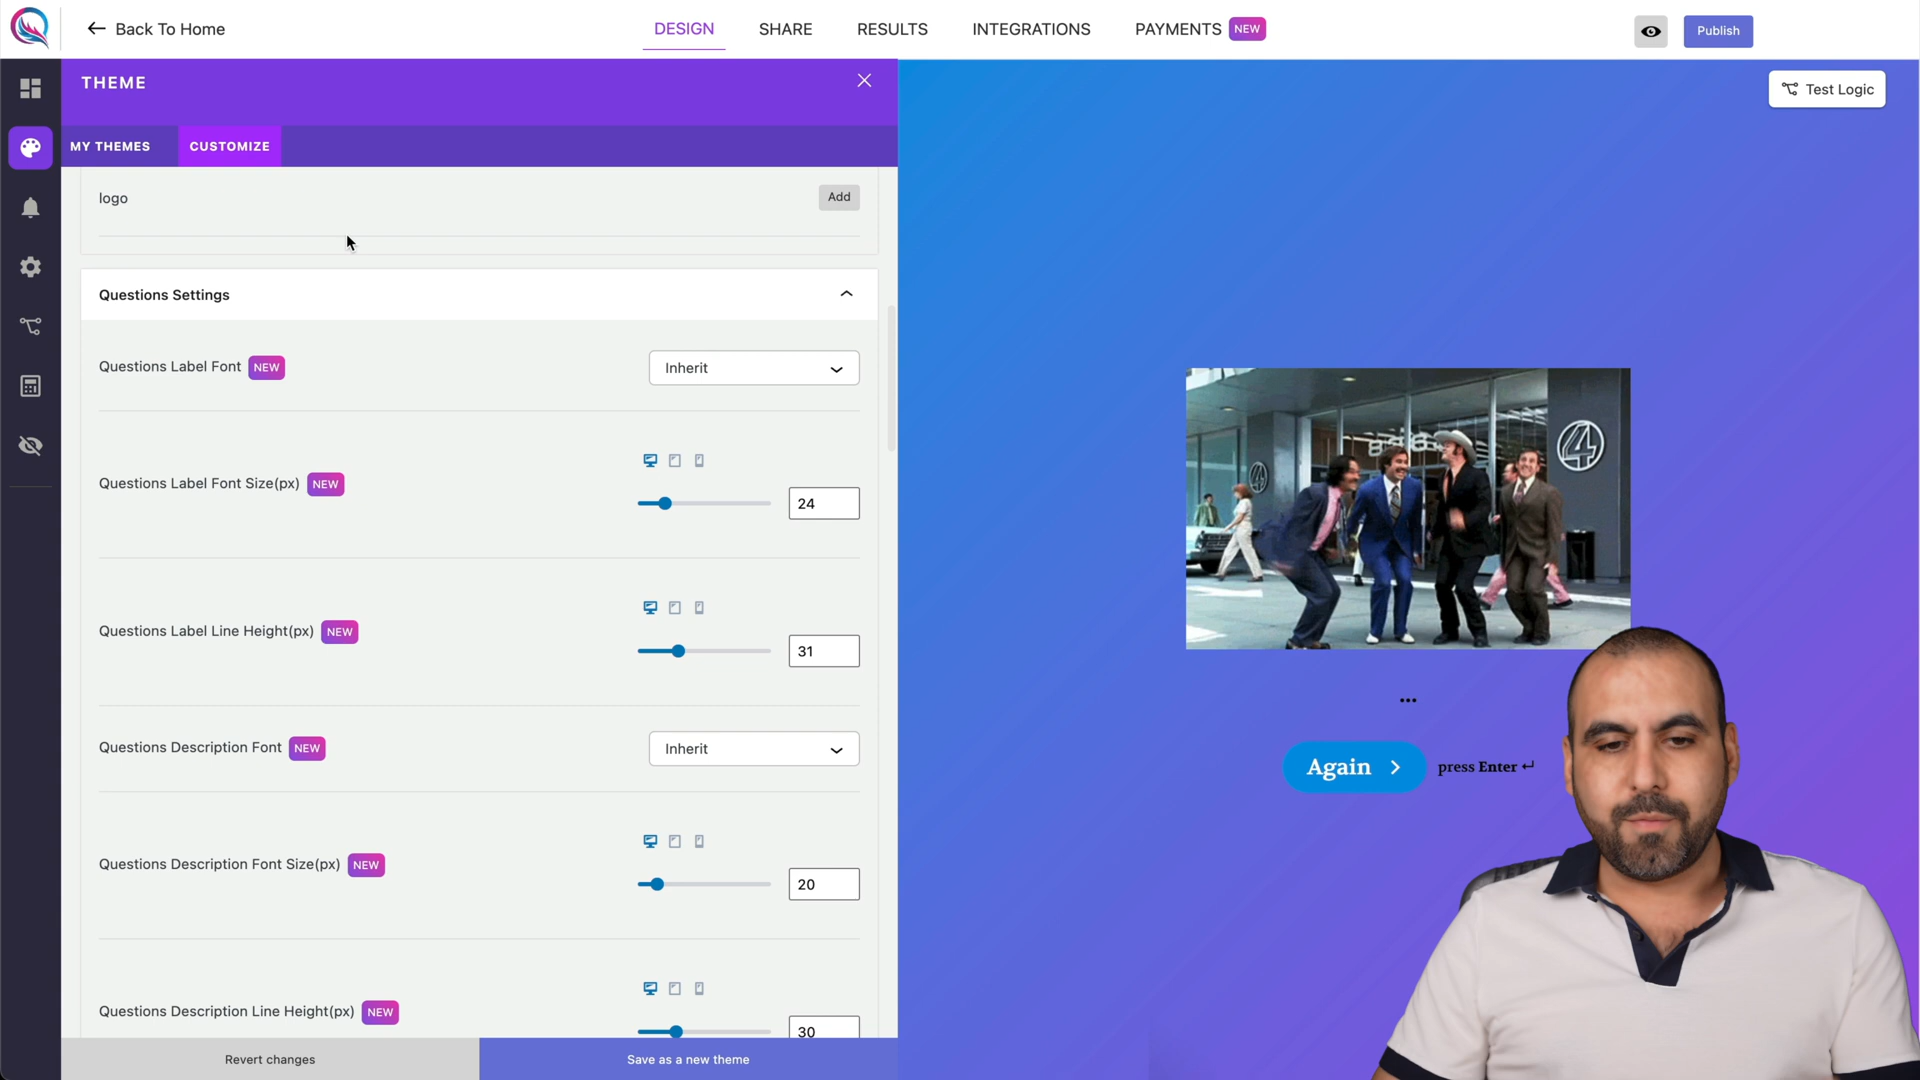 Back To Home
DESIGN
SHARE
RESULTS
INTEGRATIONS
PAYMENTS NEW
Publish
THEME
Test Logic
MY THEMES
CUSTOMIZE
logo
Add
Questions Settings
Questions Label Font NEW
Inherit
Questions Label Font Size(px) NEW
24
Questions Label Line Height(px) NEW
31
Questions Description Font NEW
Inherit
Questions Description Font Size(px) NEW
20
Questions Description Line Height(px) NEW
30
Revert changes
Save as a new theme
4
4
...
Again
press Enter ↵